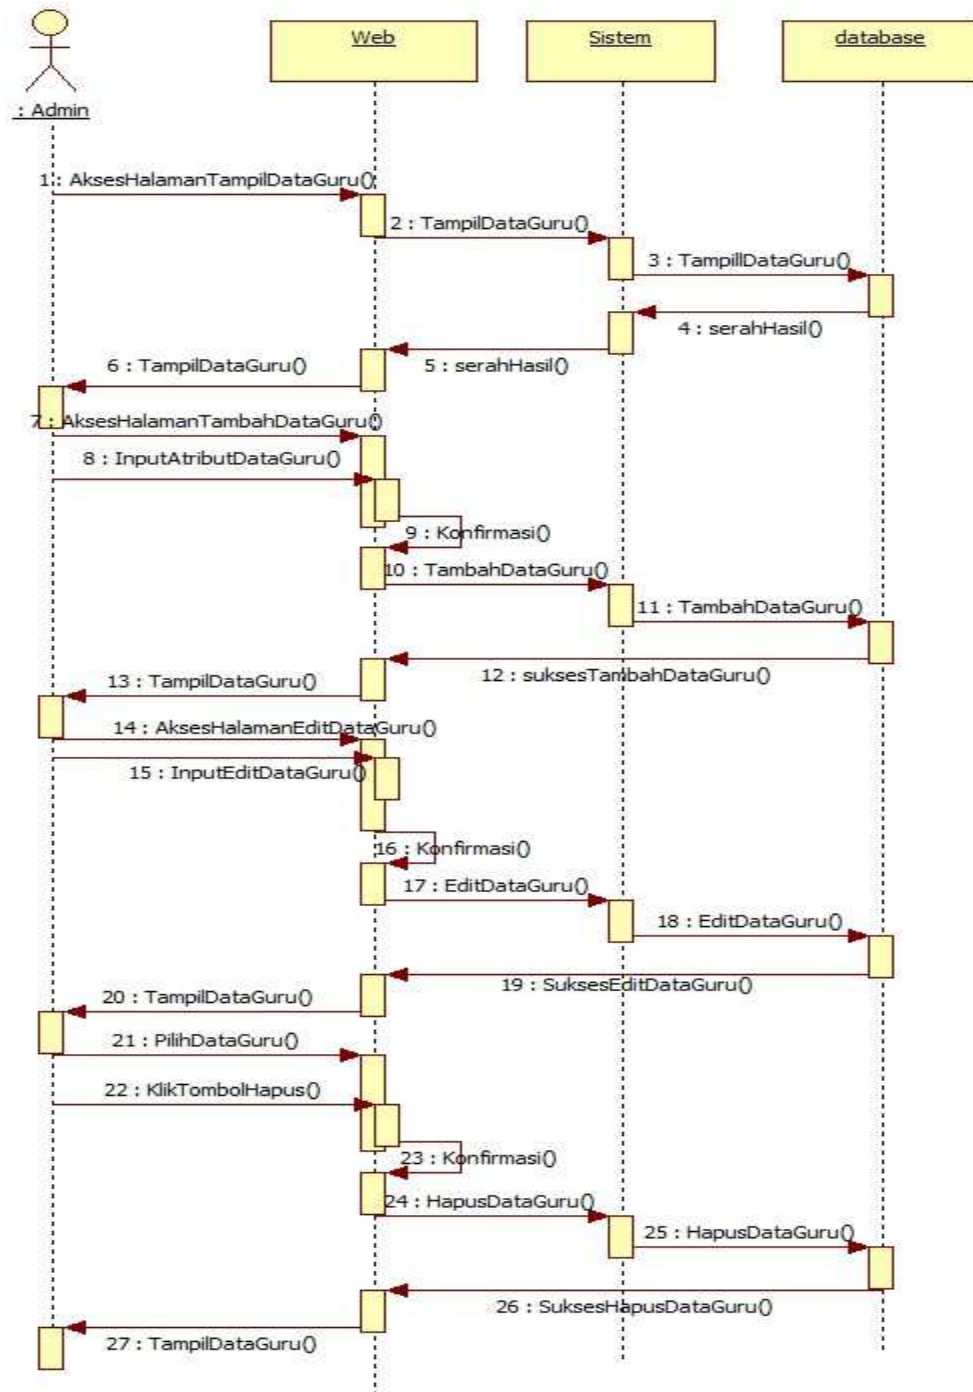 Web
Sistem
database
: Admin
1 : AksesHalamanTampilDataGuru()
2 : TampilDataGuru()
3 : TampillDataGuru()
4 : serahHasil()
5 : serahHasil()
6 : TampilDataGuru()
7 : AksesHalamanTambahDataGuru()
8 : InputAtributDataGuru()
9 : Konfirmasi()
10 : TambahDataGuru()
11 : TambahDataGuru()
12 : suksesTambahDataGuru()
13 : TampilDataGuru()
14 : AksesHalamanEditDataGuru()
15 : InputEditDataGuru()
16 : Konfirmasi()
17 : EditDataGuru()
18 : EditDataGuru()
19 : SuksesEditDataGuru()
20 : TampilDataGuru()
21 : PilihDataGuru()
22 : KlikTombolHapus()
23 : Konfirmasi()
24 : HapusDataGuru()
25 : HapusDataGuru()
26 : SuksesHapusDataGuru()
27 : TampilDataGuru()